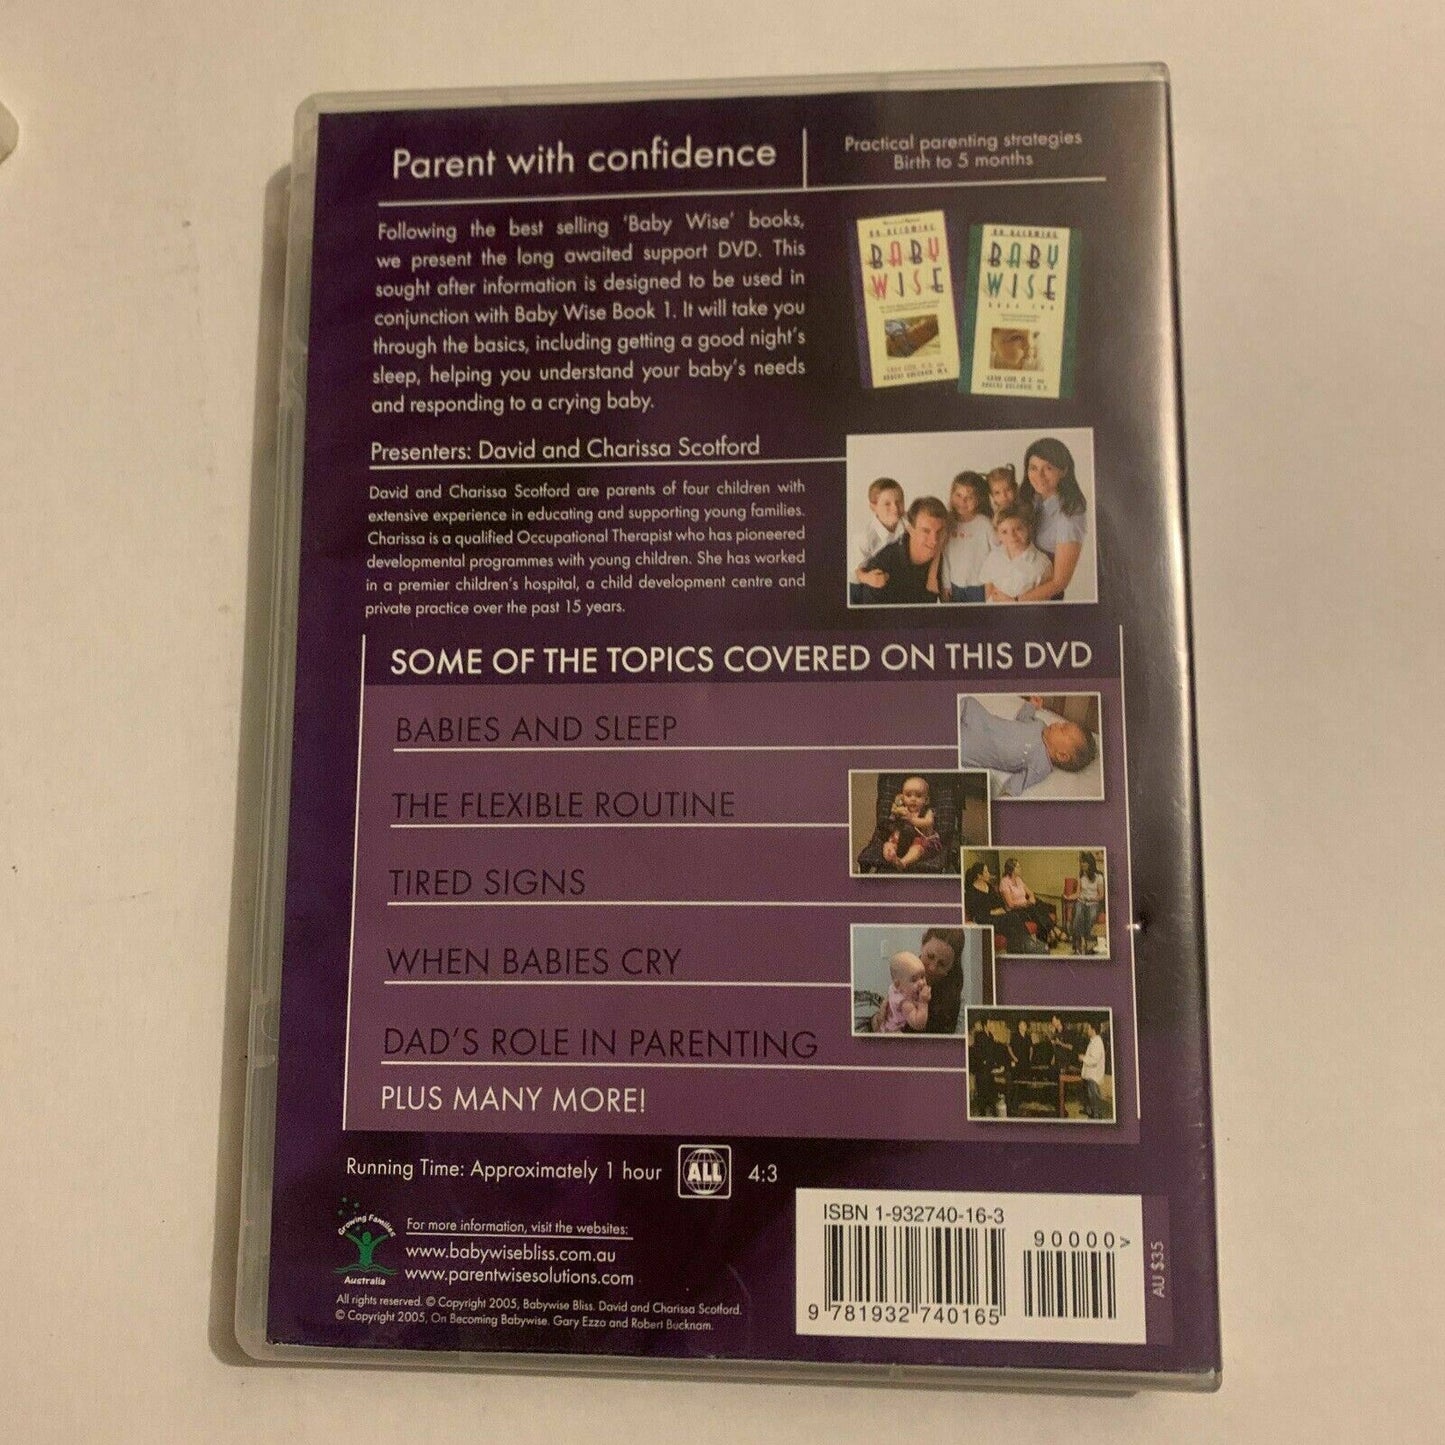 Parent with confidence
Practical parenting strategies
Birth to 5 months
Following the best selling 'Baby Wise' books,
we present the long awaited support DVD. This
sought after information is designed to be used in
conjunction with Baby Wise Book 1. It will take you
through the basics, including getting a good night's
sleep, helping you understand your baby's needs
and responding to a crying baby.
ON BECOMING
BABY
WISE
ON BECOMING
BABY
WISE
BOOK TWO
Presenters: David and Charissa Scotford
David and Charissa Scotford are parents of four children with
extensive experience in educating and supporting young families.
Charissa is a qualified Occupational Therapist who has pioneered
developmental programmes with young children. She has worked
in a premier children's hospital, a child development centre and
private practice over the past 15 years.
SOME OF THE TOPICS COVERED ON THIS DVD
BABIES AND SLEEP
THE FLEXIBLE ROUTINE
TIRED SIGNS
WHEN BABIES CRY
DAD'S ROLE IN PARENTING
PLUS MANY MORE!
Running Time: Approximately 1 hour
ALL
4:3
Growing Families
Australia
For more information, visit the websites:
www.babywisebliss.com.au
www.parentwisesolutions.com
All rights reserved. © Copyright 2005, Babywise Bliss. David and Charissa Scotford.
© Copyright 2005, On Becoming Babywise. Gary Ezzo and Robert Bucknam.
ISBN 1-932740-16-3
90000>
9 781932 740165
AU $35